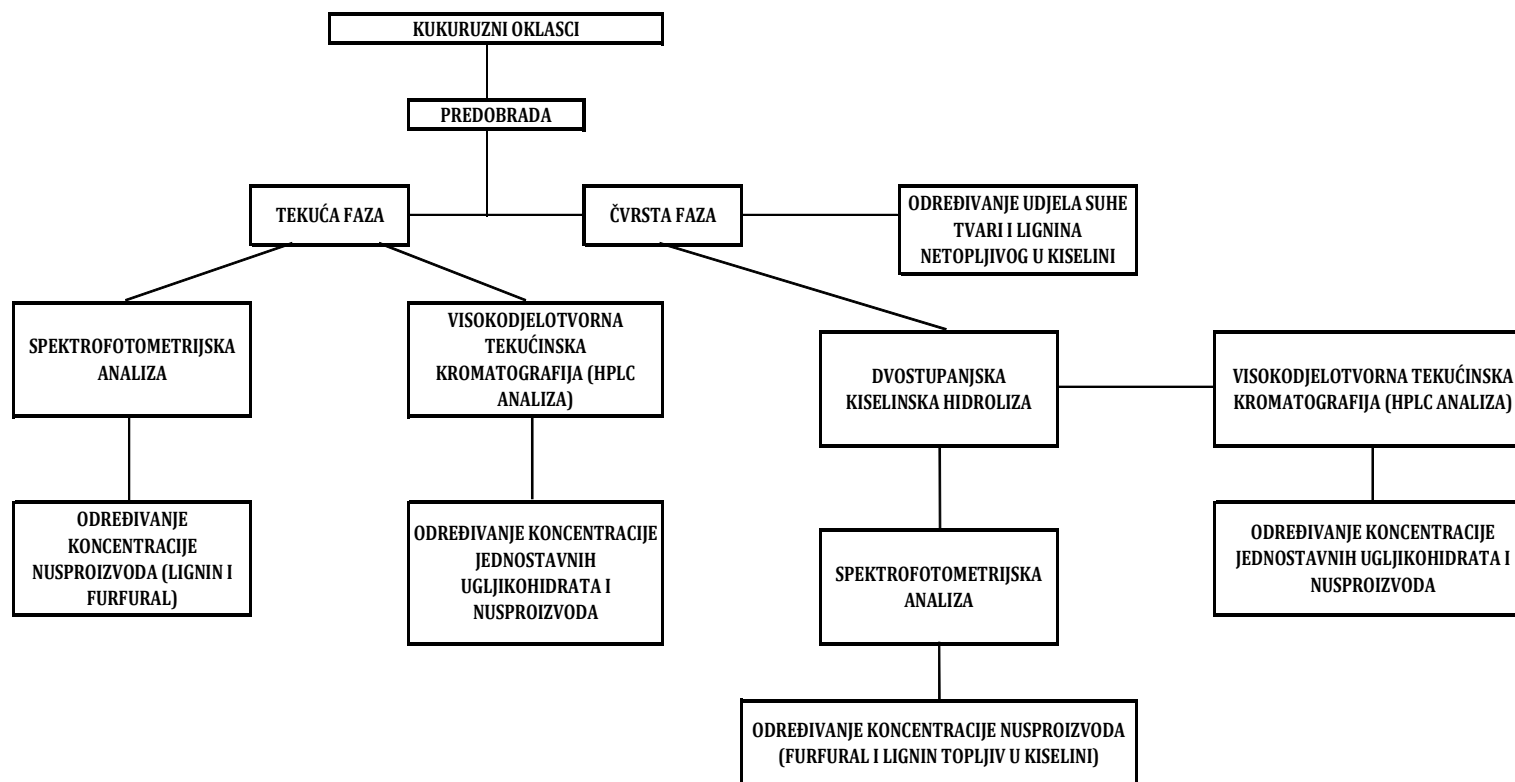 KUKURUZNI OKLASCI
PREDOBRADA
TEKUĆA FAZA
ČVRSTA FAZA
ODREĐIVANJE UDJELA SUHE
TVARI I LIGNINA
NETOPLJIVOG U KISELINI
SPEKTROFOTOMETRIJSKA
ANALIZA
VISOKODJELOTVORNA
TEKUĆINSKA
KROMATOGRAFIJA (HPLC
ANALIZA)
DVOSTUPANJSKA
KISELINSKA HIDROLIZA
VISOKODJELOTVORNA TEKUĆINSKA
KROMATOGRAFIJA (HPLC ANALIZA)
ODREĐIVANJE
KONCENTRACIJE
NUSPROIZVODA (LIGNIN I
FURFURAL)
ODREĐIVANJE KONCENTRACIJE
JEDNOSTAVNIH
UGLJIKOHIDRATA I
NUSPROIZVODA
SPEKTROFOTOMETRIJSKA
ANALIZA
ODREĐIVANJE KONCENTRACIJE
JEDNOSTAVNIH UGLJIKOHIDRATA I
NUSPROIZVODA
ODREĐIVANJE KONCENTRACIJE NUSPROIZVODA
(FURFURAL I LIGNIN TOPLJIV U KISELINI)